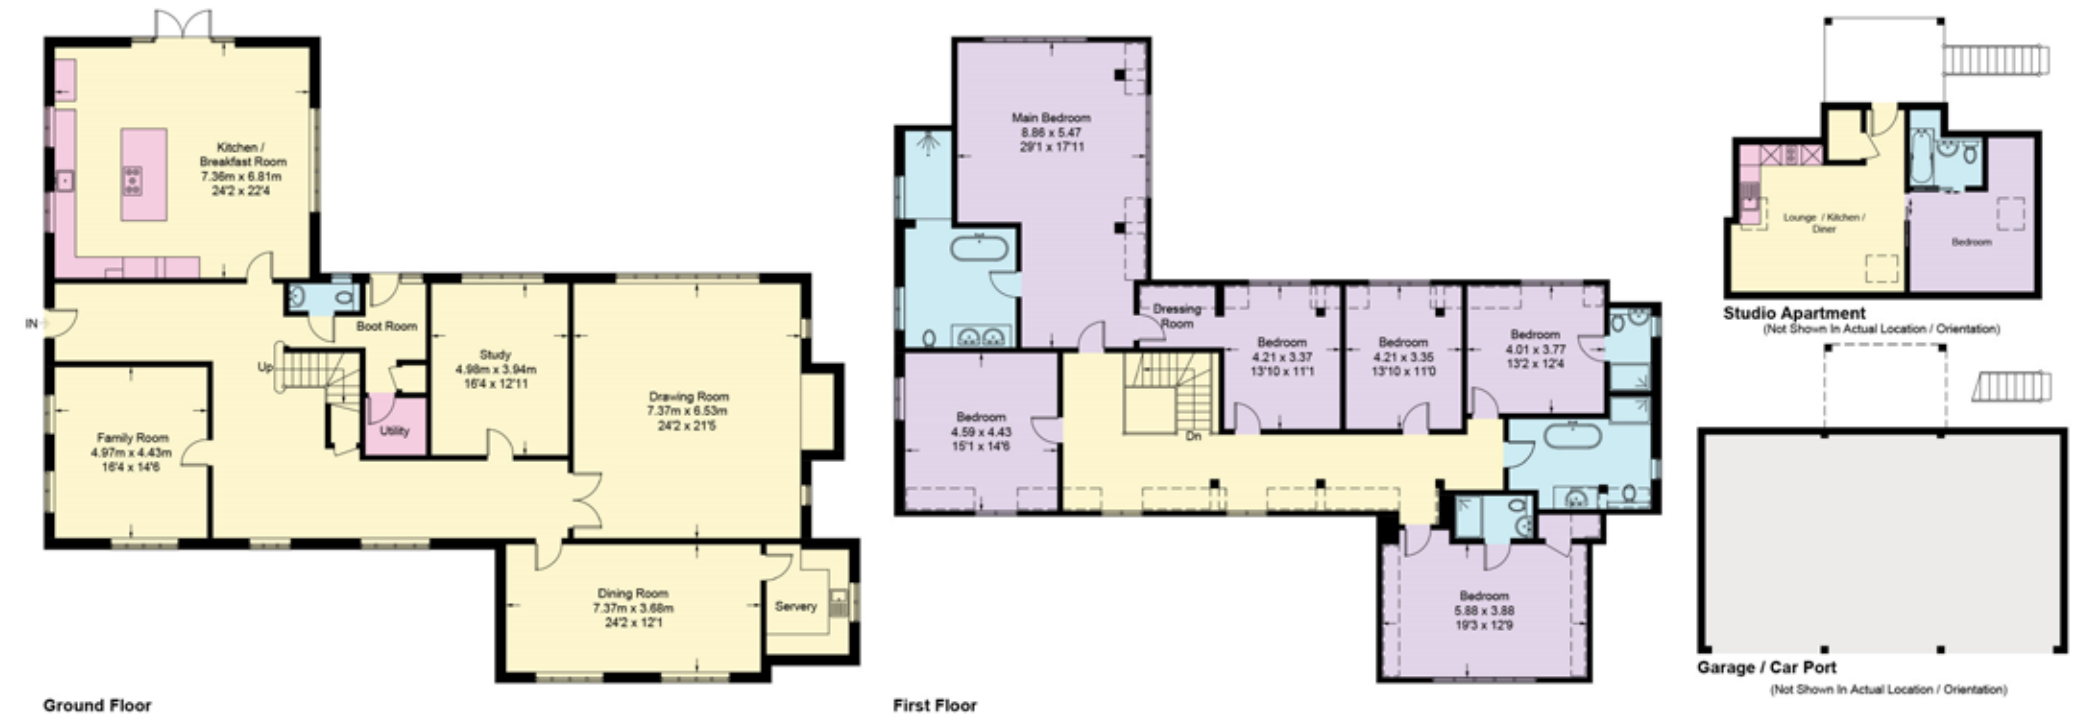 Kitchen /
Breakfast Room
7.36m x 6.81m
24'2 x 22'4
IN
Boot Room
Up
Study
4.98m x 3.94m
16'4 x 12'11
Drawing Room
7.37m x 6.53m
24'2 x 21'5
Utility
Family Room
4.97m x 4.43m
16'4 x 14'6
Dining Room
7.37m x 3.68m
24'2 x 12'1
Servery
Ground Floor
Main Bedroom
8.86 x 5.47
29'1 x 17'11
Dressing
Room
Bedroom
4.21 x 3.37
13'10 x 11'1
Bedroom
4.21 x 3.35
13'10 x 11'0
Bedroom
4.01 x 3.77
13'2 x 12'4
Bedroom
4.59 x 4.43
15'1 x 14'6
Dn
Bedroom
5.88 x 3.88
19'3 x 12'9
First Floor
Lounge / Kitchen /
Diner
Bedroom
Studio Apartment
(Not Shown In Actual Location / Orientation)
Garage / Car Port
(Not Shown In Actual Location / Orientation)